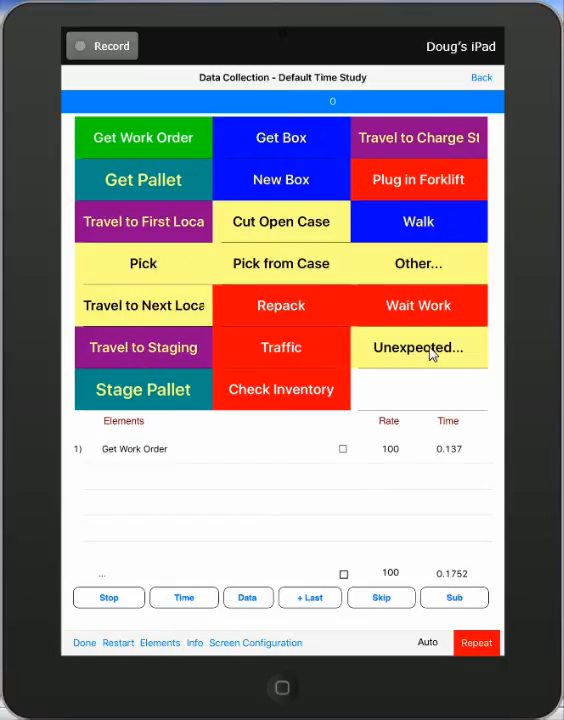 Record
Doug's iPad
Data Collection - Default Time Study
Back
0
Get Work Order
Get Box
Travel to Charge St
Get Pallet
New Box
Plug in Forklift
Travel to First Loca
Cut Open Case
Walk
Pick
Pick from Case
Other...
Travel to Next Loca
Repack
Wait Work
Travel to Staging
Traffic
Unexpected...
Stage Pallet
Check Inventory
Elements
Rate
Time
1) Get Work Order 100 0.137
... 100 0.1752
Stop
Time
Data
+ Last
Skip
Sub
Done
Restart
Elements
Info
Screen Configuration
Auto
Repeat